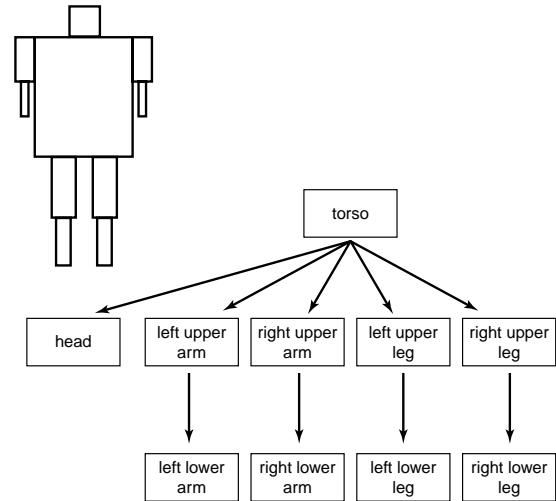 torso
head
left upper
arm
right upper
arm
left upper
leg
right upper
leg
left lower
arm
right lower
arm
left lower
leg
right lower
leg